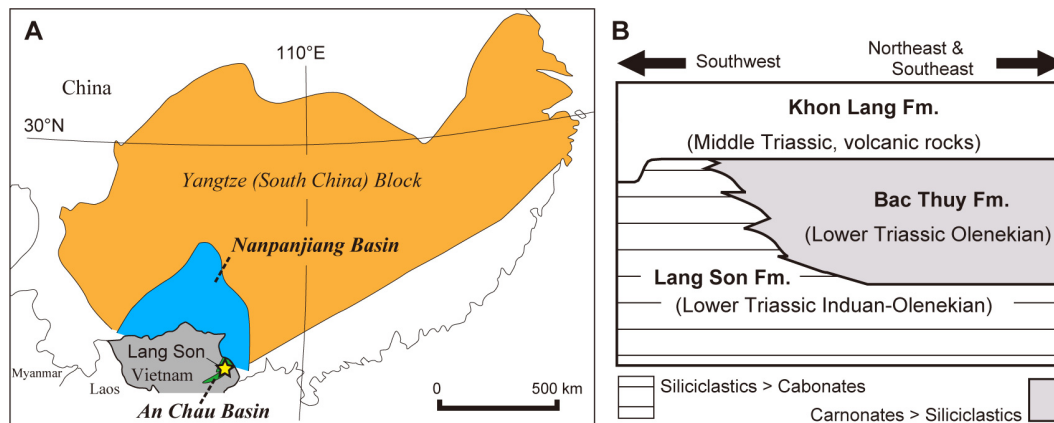 A
110°E
China
30°N
Yangtze (South China) Block
Nanpanjiang Basin
Lang Son
Vietnam
Myanmar
Laos
An Chau Basin
0
500 km
B
Southwest
Northeast &
Southeast
Khon Lang Fm.
(Middle Triassic, volcanic rocks)
Bac Thuy Fm.
(Lower Triassic Olenekian)
Lang Son Fm.
(Lower Triassic Induan-Olenekian)
Siliciclastics > Cabonates
Carnonates > Siliciclastics